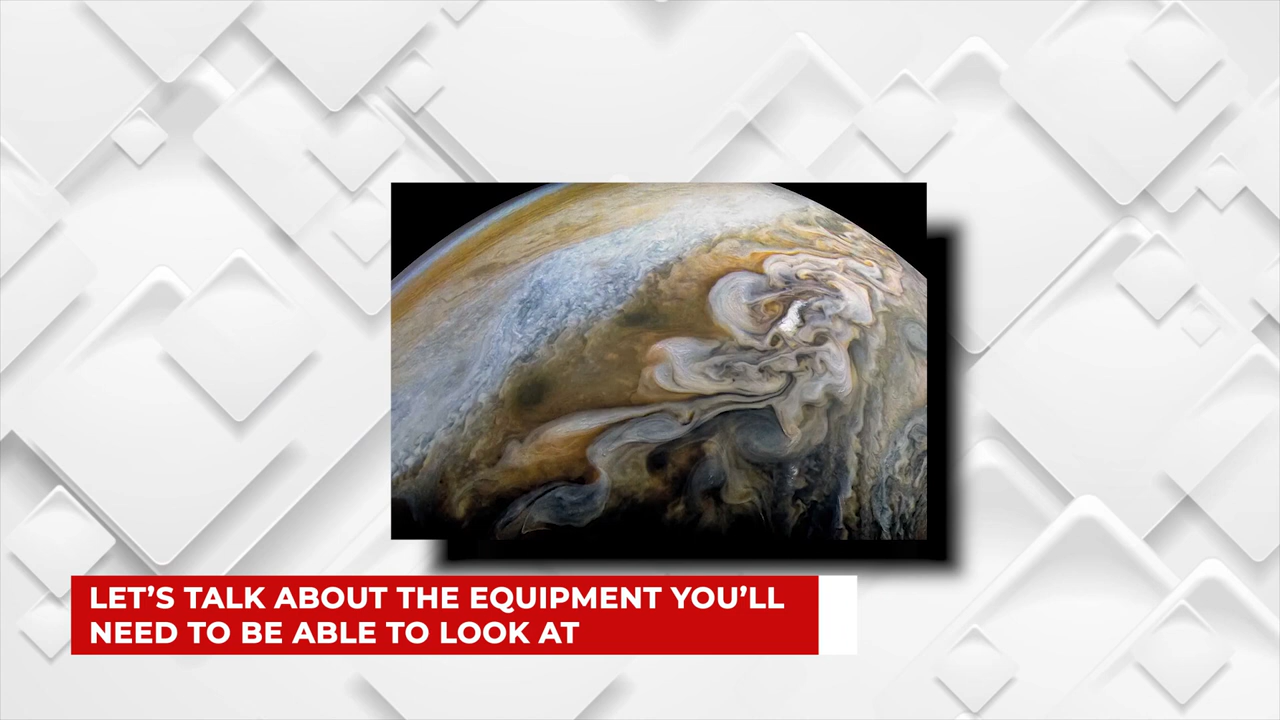 LET’S TALK ABOUT THE EQUIPMENT YOU’LL
NEED TO BE ABLE TO LOOK AT